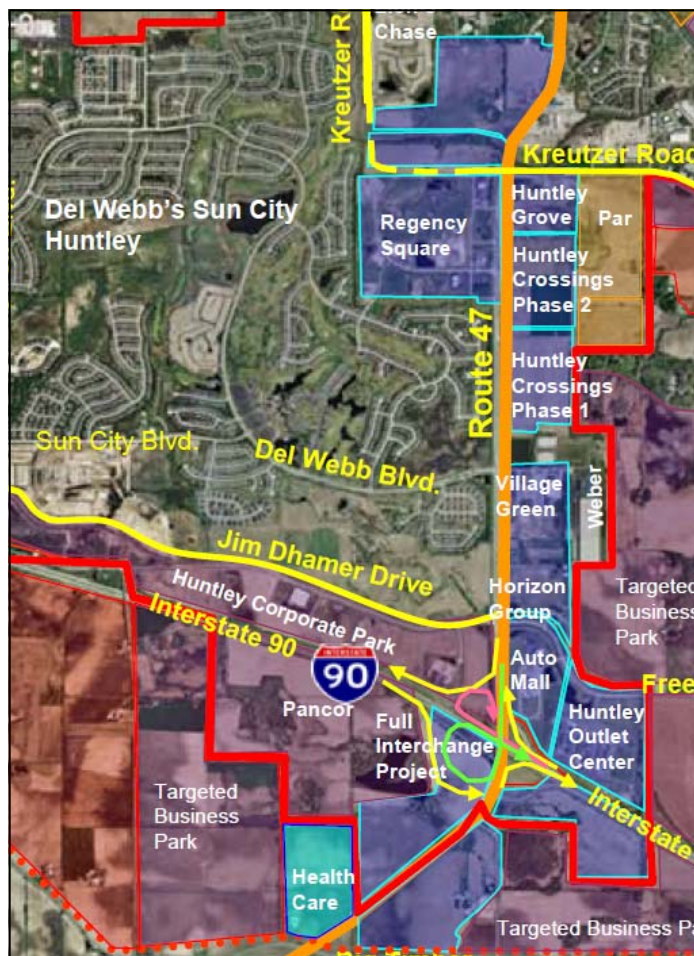 Chase
Kreutzer R
Kreutzer Road
Del Webb's Sun City
Huntley
Regency
Square
Huntley
Grove
Par
Huntley
Crossings
Phase 2
Route 47
Huntley
Crossings
Phase 1
Sun City Blvd.
Del Webb Blvd.
Village
Green
Weber
Jim Dhamer Drive
Huntley Corporate Park
Interstate 90
Horizon
Group
Targeted
Business
Park
INTERSTATE
90
Auto
Mall
Free
Pancor
Full
Interchange
Project
Huntley
Outlet
Center
Interstate
Targeted
Business
Park
Health
Care
Targeted Business Pa